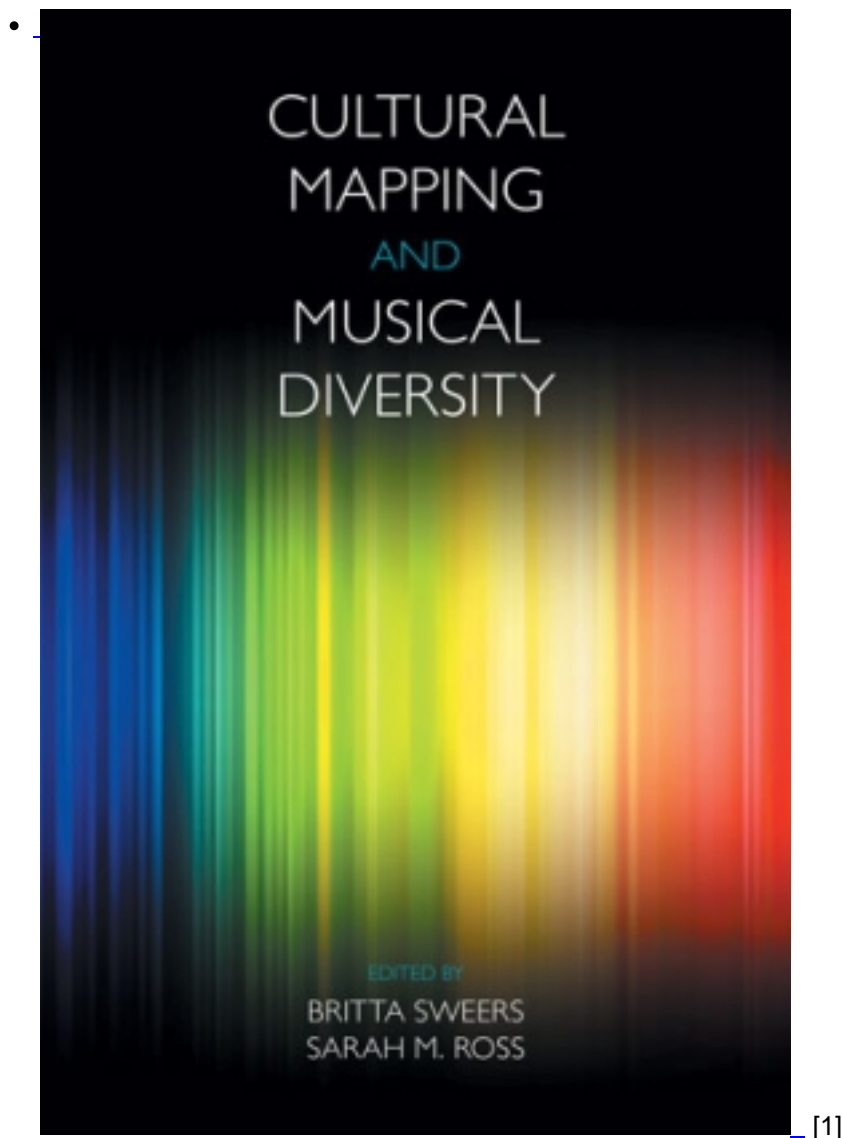 CULTURAL
MAPPING
AND
MUSICAL
DIVERSITY
EDITED BY
BRITTA SWEERS
SARAH M. ROSS
[1]